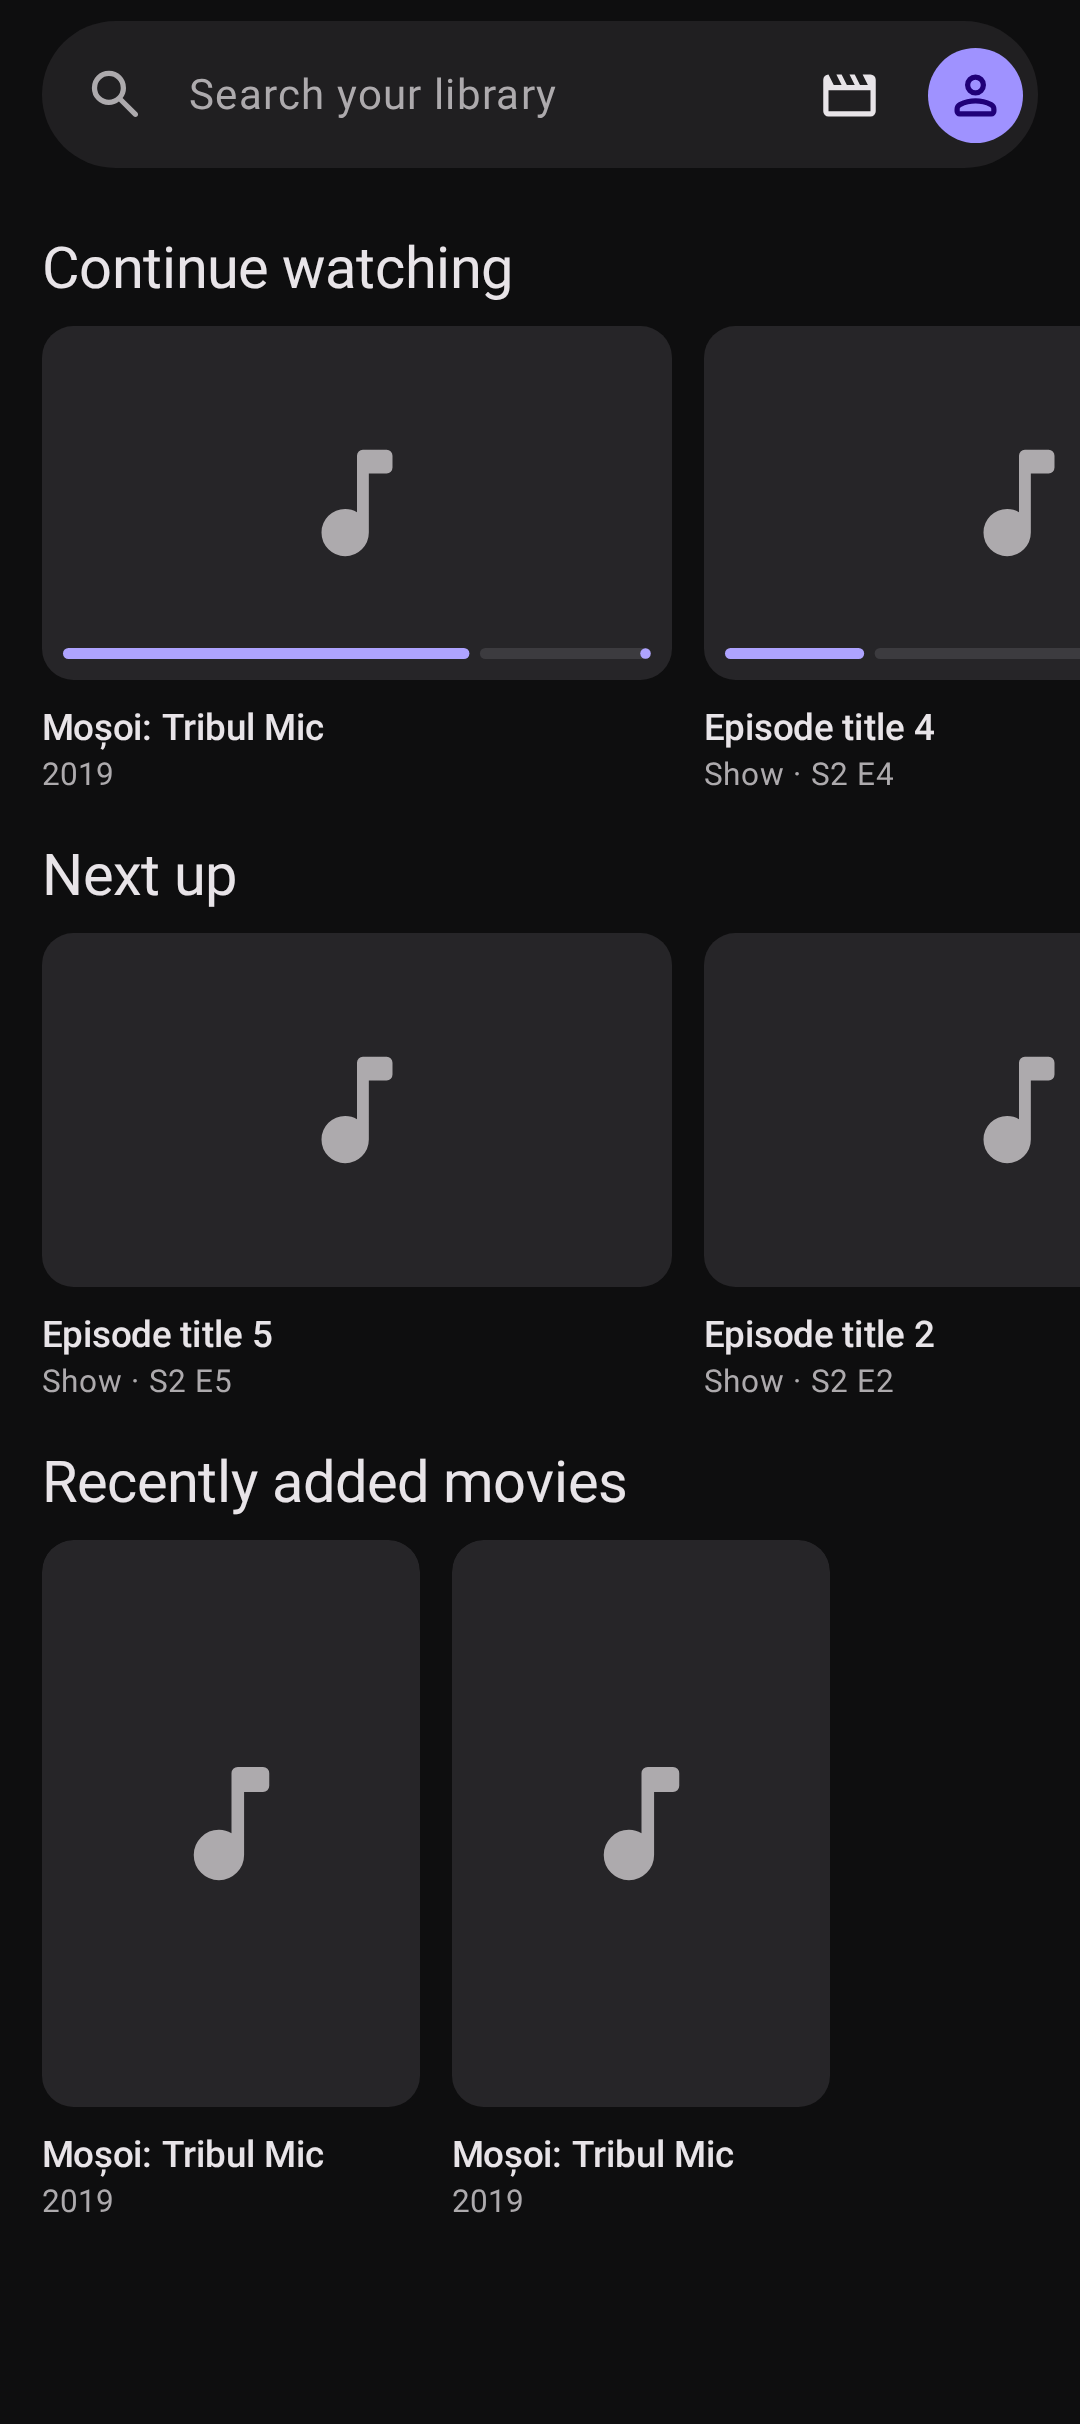 Search your library
Continue watching
Moșoi: Tribul Mic
2019
Episode title 4
Show · S2 E4
Next up
Episode title 5
Show · S2 E5
Episode title 2
Show · S2 E2
Recently added movies
Moșoi: Tribul Mic
2019
Moșoi: Tribul Mic
2019